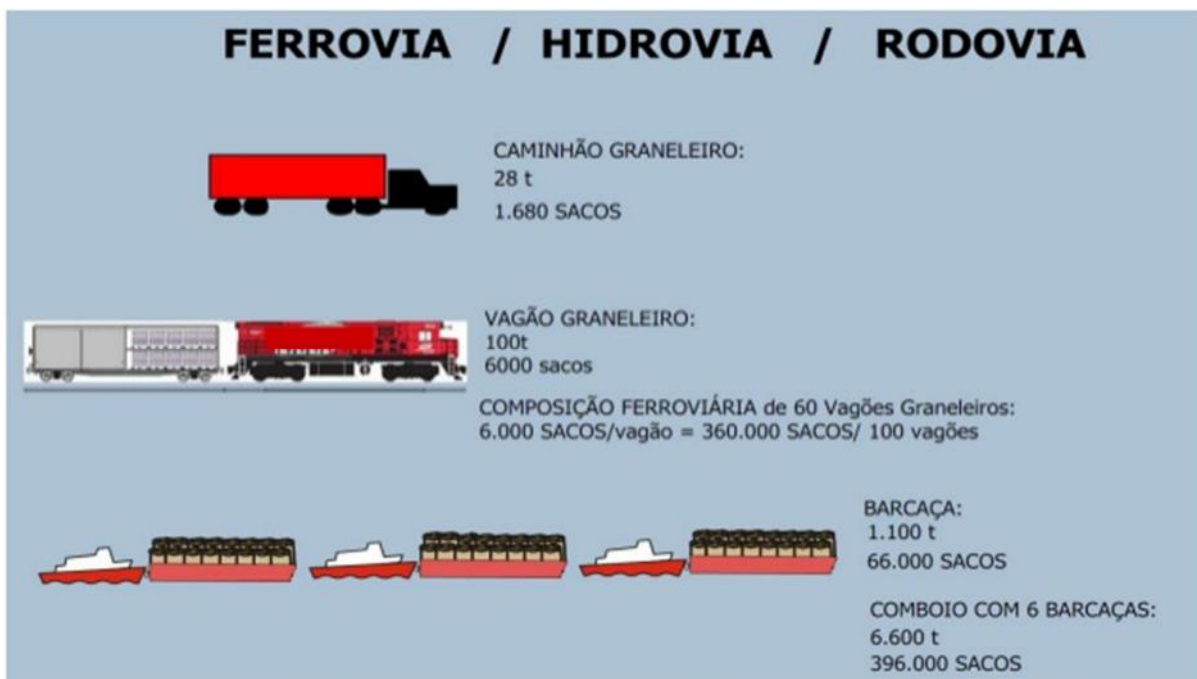 FERROVIA / HIDROVIA / RODOVIA
CAMINHÃO GRANELEIRO:
28 t
1.680 SACOS
VAGÃO GRANELEIRO:
100t
6000 sacos
COMPOSIÇÃO FERROVIÁRIA de 60 Vagões Graneleiros:
6.000 SACOS/vagão = 360.000 SACOS/ 100 vagões
BARCAÇA:
1.100 t
66.000 SACOS
COMBOIO COM 6 BARCAÇAS:
6.600 t
396.000 SACOS